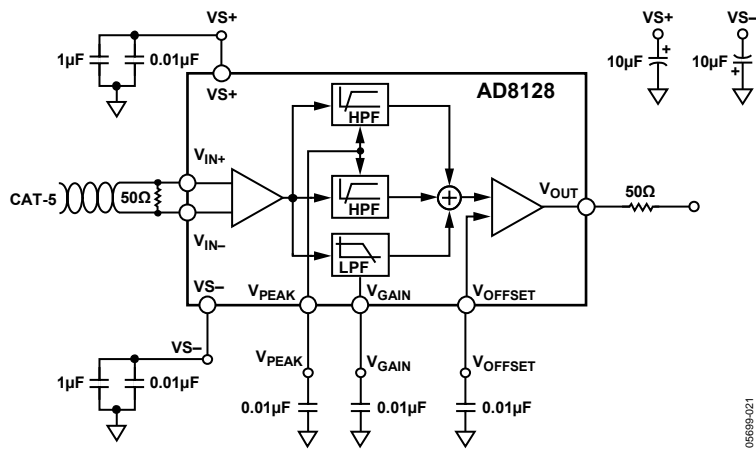 VS+ VS–
1µF 0.01µF 10µF + 10µF +
VS+
AD8128
HPF
VIN+
CAT-5 50Ω
HPF
+
VOUT 50Ω
VIN–
LPF
VS– VPEAK VGAIN VOFFSET
VS–
VPEAK VGAIN VOFFSET
1µF 0.01µF
0.01µF 0.01µF 0.01µF
VS+
05699-021